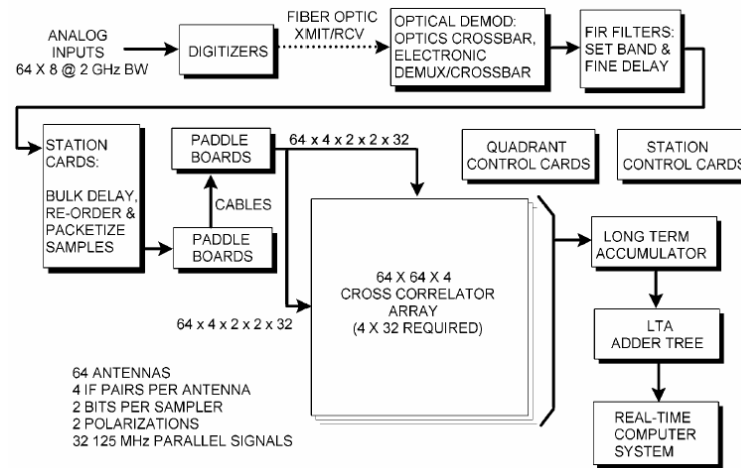 ANALOG
INPUTS
64 X 8 @ 2 GHz BW
DIGITIZERS
FIBER OPTIC
XMIT/RCV
OPTICAL DEMOD:
OPTICS CROSSBAR,
ELECTRONIC
DEMUX/CROSSBAR
FIR FILTERS:
SET BAND &
FINE DELAY
STATION
CARDS:
BULK DELAY,
RE-ORDER &
PACKETIZE
SAMPLES
PADDLE
BOARDS
CABLES
PADDLE
BOARDS
64 x 4 x 2 x 2 x 32
QUADRANT
CONTROL CARDS
STATION
CONTROL CARDS
64 X 64 X 4
CROSS CORRELATOR
ARRAY
(4 X 32 REQUIRED)
64 x 4 x 2 x 2 x 32
LONG TERM
ACCUMULATOR
LTA
ADDER TREE
REAL-TIME
COMPUTER
SYSTEM
64 ANTENNAS
4 IF PAIRS PER ANTENNA
2 BITS PER SAMPLER
2 POLARIZATIONS
32 125 MHz PARALLEL SIGNALS